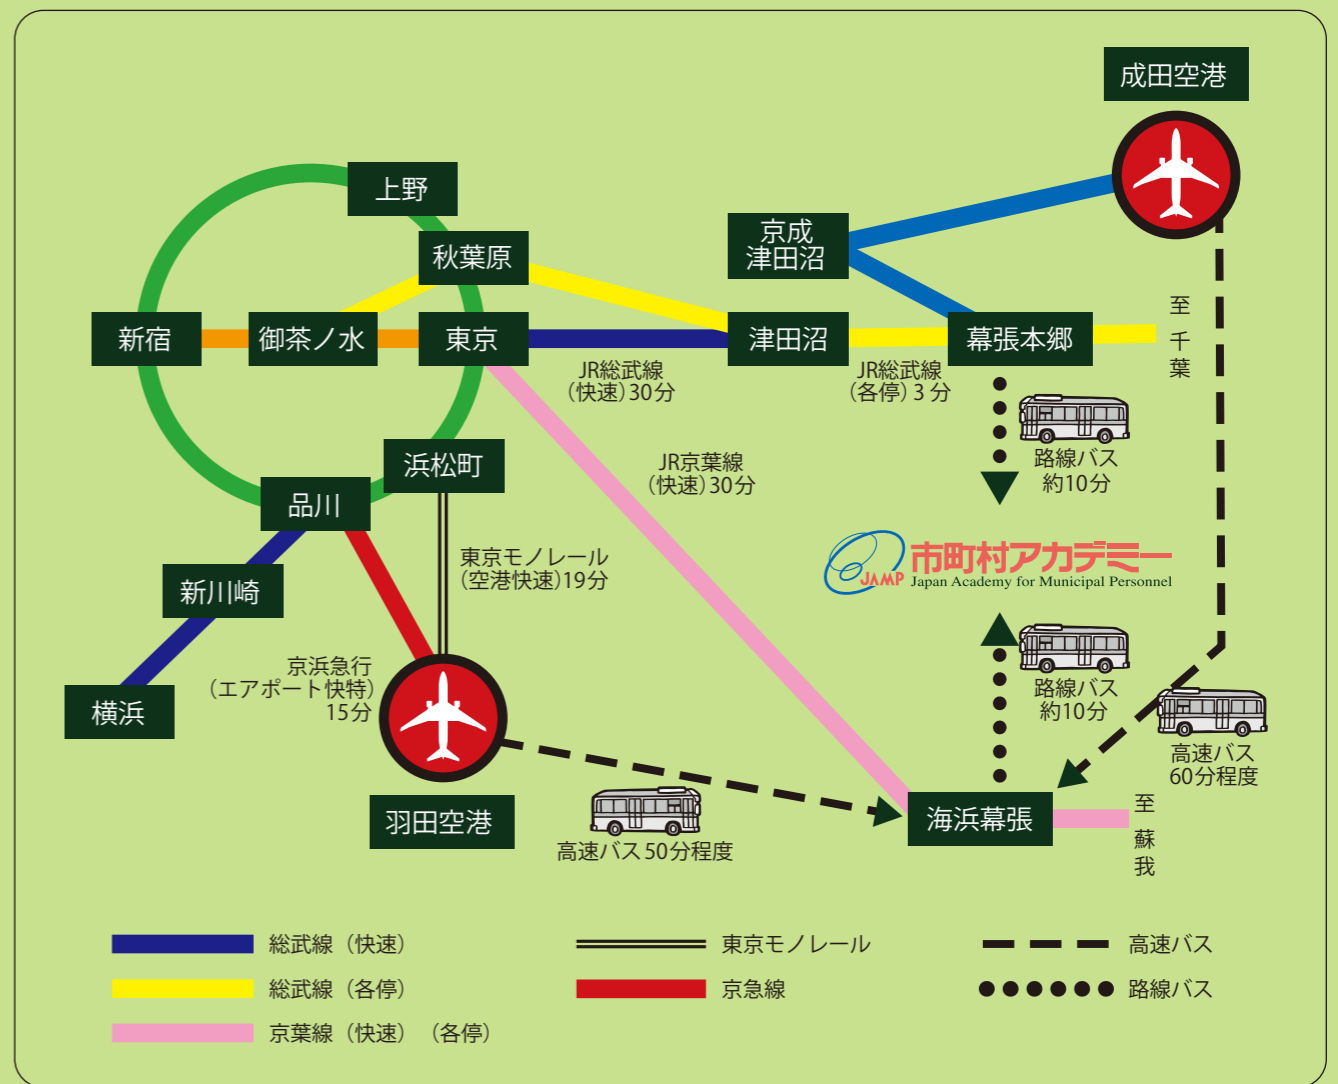 成田空港
上野
京成
津田沼
秋葉原
新宿
御茶ノ水
東京
津田沼
幕張本郷
至千葉
JR総武線
(快速)30分
JR総武線
(各停)3分
浜松町
JR京葉線
(快速)30分
路線バス
約10分
品川
東京モノレール
(空港快速)19分
市町村アカデミー
JAMP
Japan Academy for Municipal Personnel
新川崎
京浜急行
(エアポート快特)
15分
路線バス
約10分
横浜
高速バス
60分程度
羽田空港
高速バス50分程度
海浜幕張
至蘇我
総武線(快速)
東京モノレール
高速バス
総武線(各停)
京急線
路線バス
京葉線(快速)(各停)